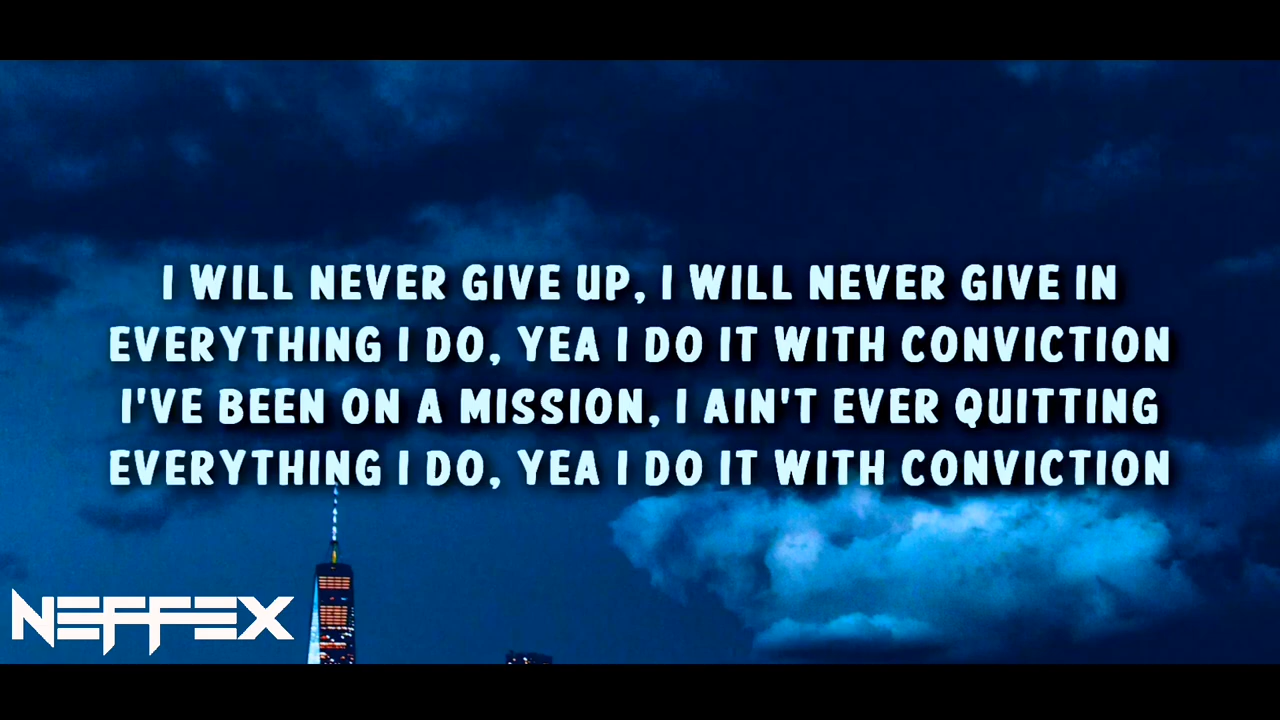 I WILL NEVER GIVE UP, I WILL NEVER GIVE IN
EVERYTHING I DO, YEA I DO IT WITH CONVICTION
I'VE BEEN ON A MISSION, I AIN'T EVER QUITTING
EVERYTHING I DO, YEA I DO IT WITH CONVICTION
NEFFEX